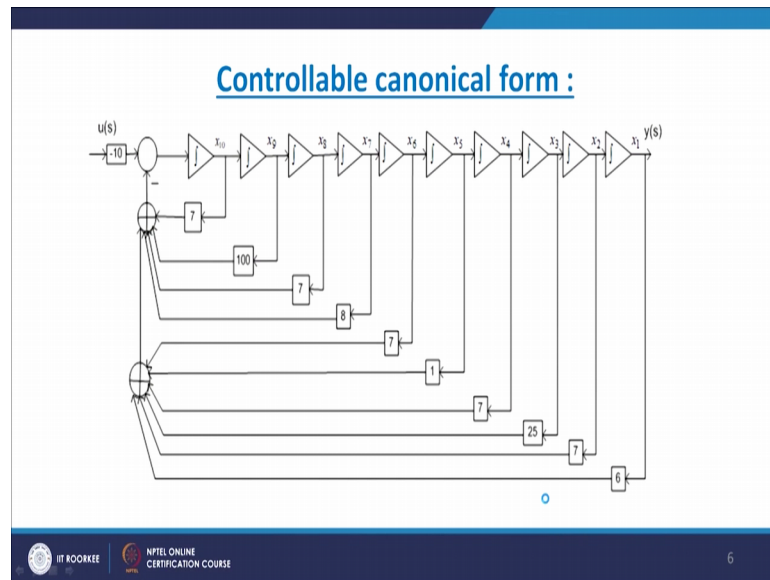 Controllable canonical form :
u(s)
-10
∫ x₁₀ ∫ x₉ ∫ x₈ ∫ x₇ ∫ x₆ ∫ x₅ ∫ x₄ ∫ x₃ ∫ x₂ ∫ x₁ y(s)
−
7
100
7
8
7
1
7
25
7
6
IIT ROORKEE
NPTEL ONLINE
CERTIFICATION COURSE
6